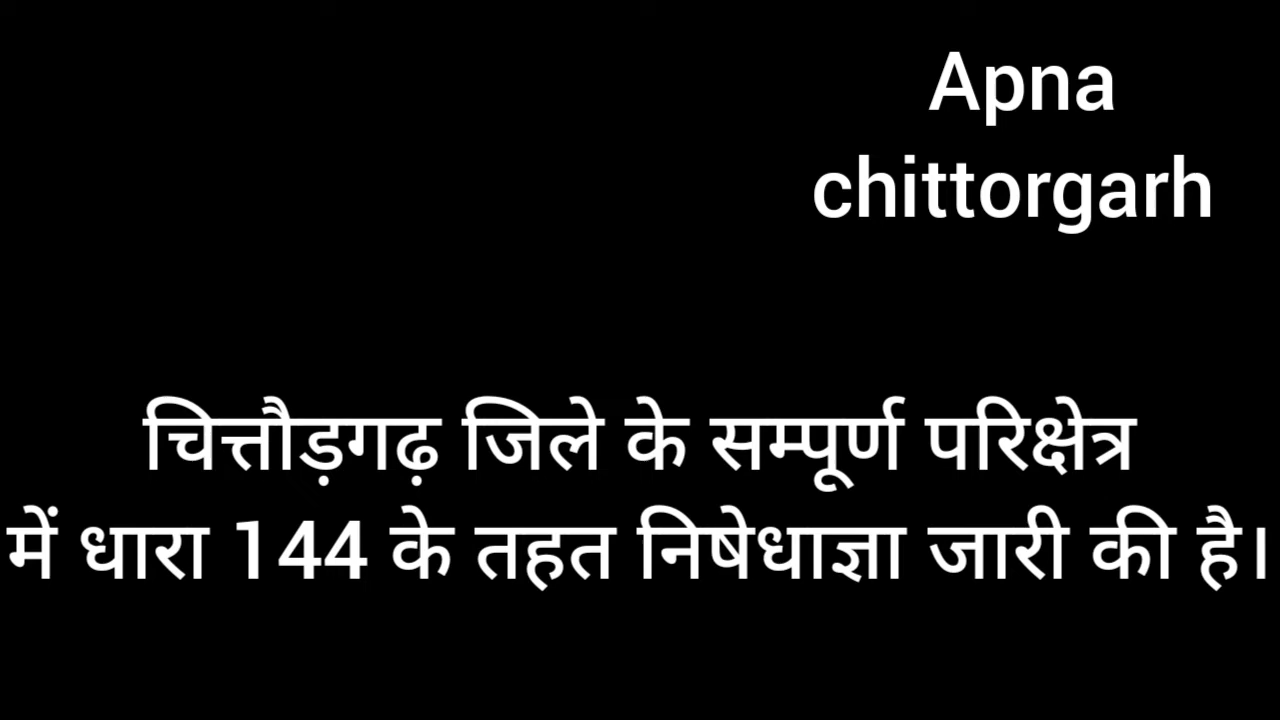 Apna
chittorgarh
चित्तौड़गढ़ जिले के सम्पूर्ण परिक्षेत्र
में धारा 144 के तहत निषेधाज्ञा जारी की है।